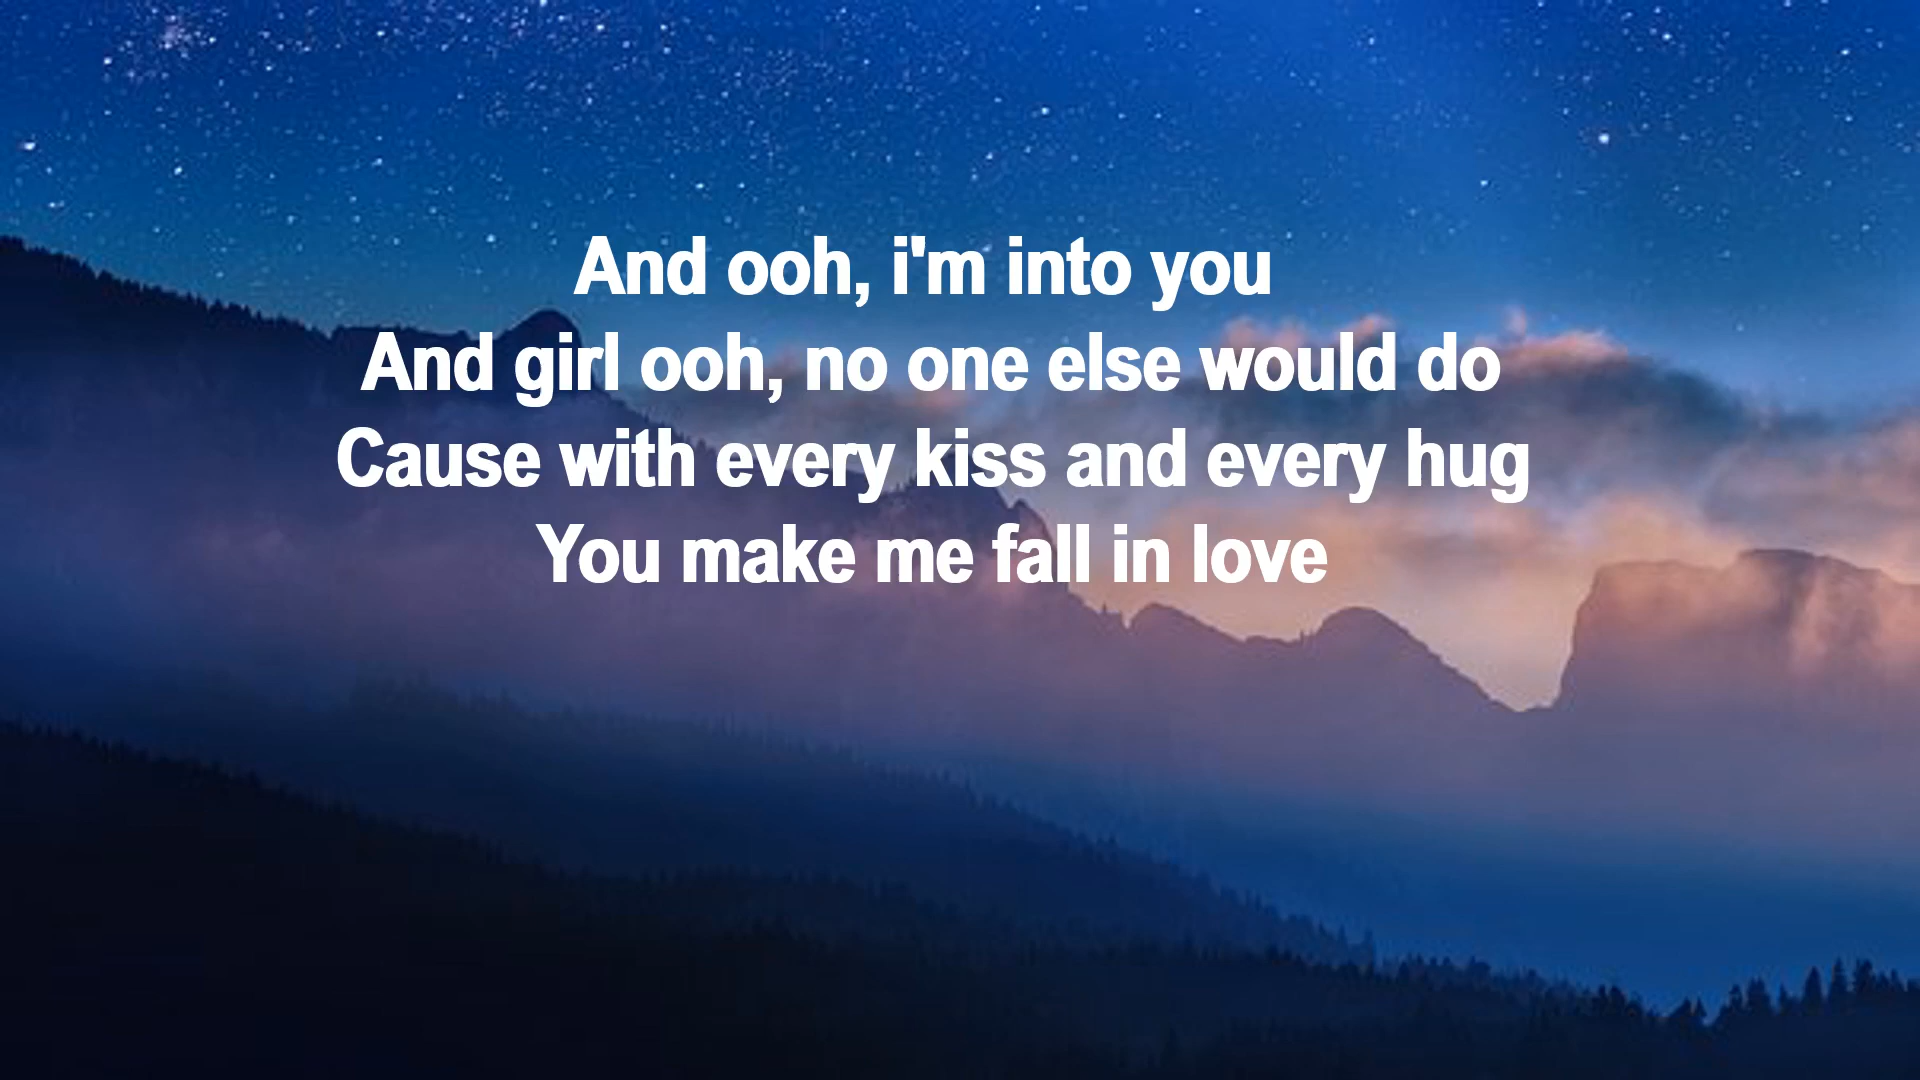 And ooh, i'm into you
And girl ooh, no one else would do
Cause with every kiss and every hug
You make me fall in love